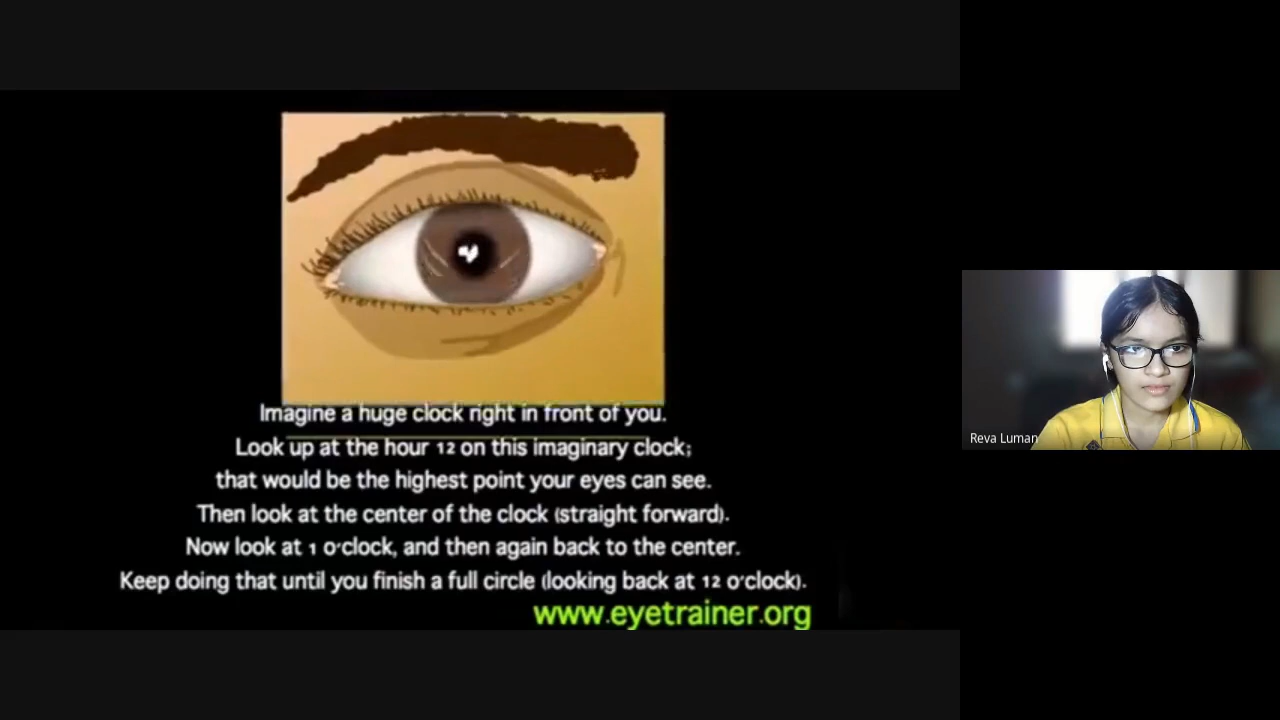 Imagine a huge clock right in front of you.
Look up at the hour 12 on this imaginary clock;
that would be the highest point your eyes can see.
Then look at the center of the clock (straight forward).
Now look at 1 o'clock, and then again back to the center.
Keep doing that until you finish a full circle (looking back at 12 o'clock).
www.eyetrainer.org
Reva Luman